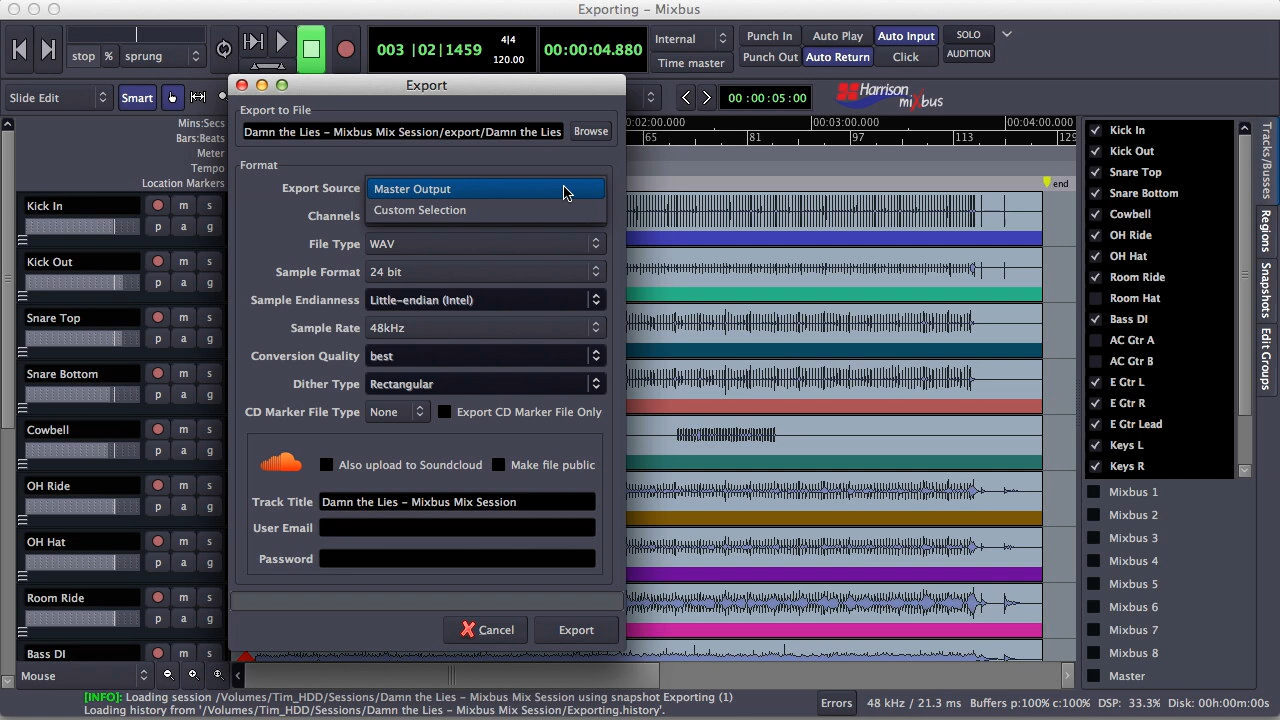 Exporting - Mixbus
stop % sprung
003 |02|1459
4|4
120.00
00:00:04.880
Internal
Time master
Punch In Auto Play Auto Input
Punch Out Auto Return Click
SOLO
AUDITION
Slide Edit Smart
00 :00 :05 :00
Harrison
mixbus
Export
Export to File
Damn the Lies - Mixbus Mix Session/export/Damn the Lies Browse
Format
Export Source Master Output
Custom Selection
Channels
File Type WAV
Sample Format 24 bit
Sample Endianness Little-endian (Intel)
Sample Rate 48kHz
Conversion Quality best
Dither Type Rectangular
CD Marker File Type None Export CD Marker File Only
Also upload to Soundcloud Make file public
Track Title Damn the Lies - Mixbus Mix Session
User Email
Password
Cancel Export
Mins:Secs
Bars:Beats
Meter
Tempo
Location Markers
0:02:00.000 00:03:00.000 00:04:00.000
65 81 97 113 129
end
Kick In m s
p a g
Kick Out m s
p a g
Snare Top m s
p a g
Snare Bottom m s
p a g
Cowbell m s
p a g
OH Ride m s
p a g
OH Hat m s
p a g
Room Ride m s
p a g
Bass DI m s
Mouse
Kick In
Kick Out
Snare Top
Snare Bottom
Cowbell
OH Ride
OH Hat
Room Ride
Room Hat
Bass DI
AC Gtr A
AC Gtr B
E Gtr L
E Gtr R
E Gtr Lead
Keys L
Keys R
Mixbus 1
Mixbus 2
Mixbus 3
Mixbus 4
Mixbus 5
Mixbus 6
Mixbus 7
Mixbus 8
Master
Tracks/Busses
Regions
Snapshots
Edit Groups
[INFO]: Loading session /Volumes/Tim_HDD/Sessions/Damn the Lies - Mixbus Mix Session using snapshot Exporting (1)
Loading history from '/Volumes/Tim_HDD/Sessions/Damn the Lies - Mixbus Mix Session/Exporting.history'.
Errors 48 kHz / 21.3 ms Buffers p:100% c:100% DSP: 33.3% Disk: 00h:00m:00s